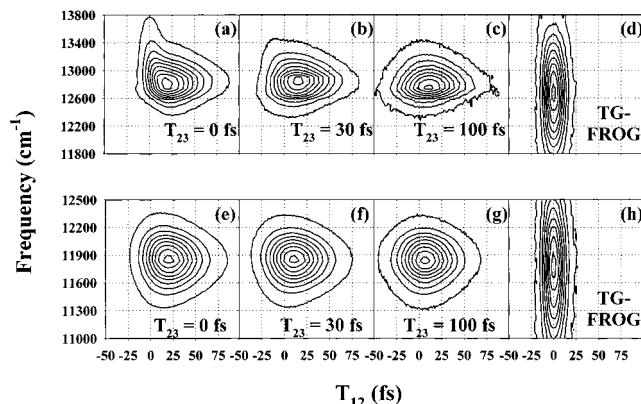 Frequency (cm⁻¹)
13800
13400
13000
12600
12200
11800
(a)
T₂₃ = 0 fs
(b)
T₂₃ = 30 fs
(c)
T₂₃ = 100 fs
(d)
TG-
FROG
12500
12200
11900
11600
11300
11000
(e)
T₂₃ = 0 fs
(f)
T₂₃ = 30 fs
(g)
T₂₃ = 100 fs
(h)
TG-
FROG
-50 -25 0 25 50 75 -50 -25 0 25 50 75 -50 -25 0 25 50 75 -50 -25 0 25 50 75
T₁₂ (fs)